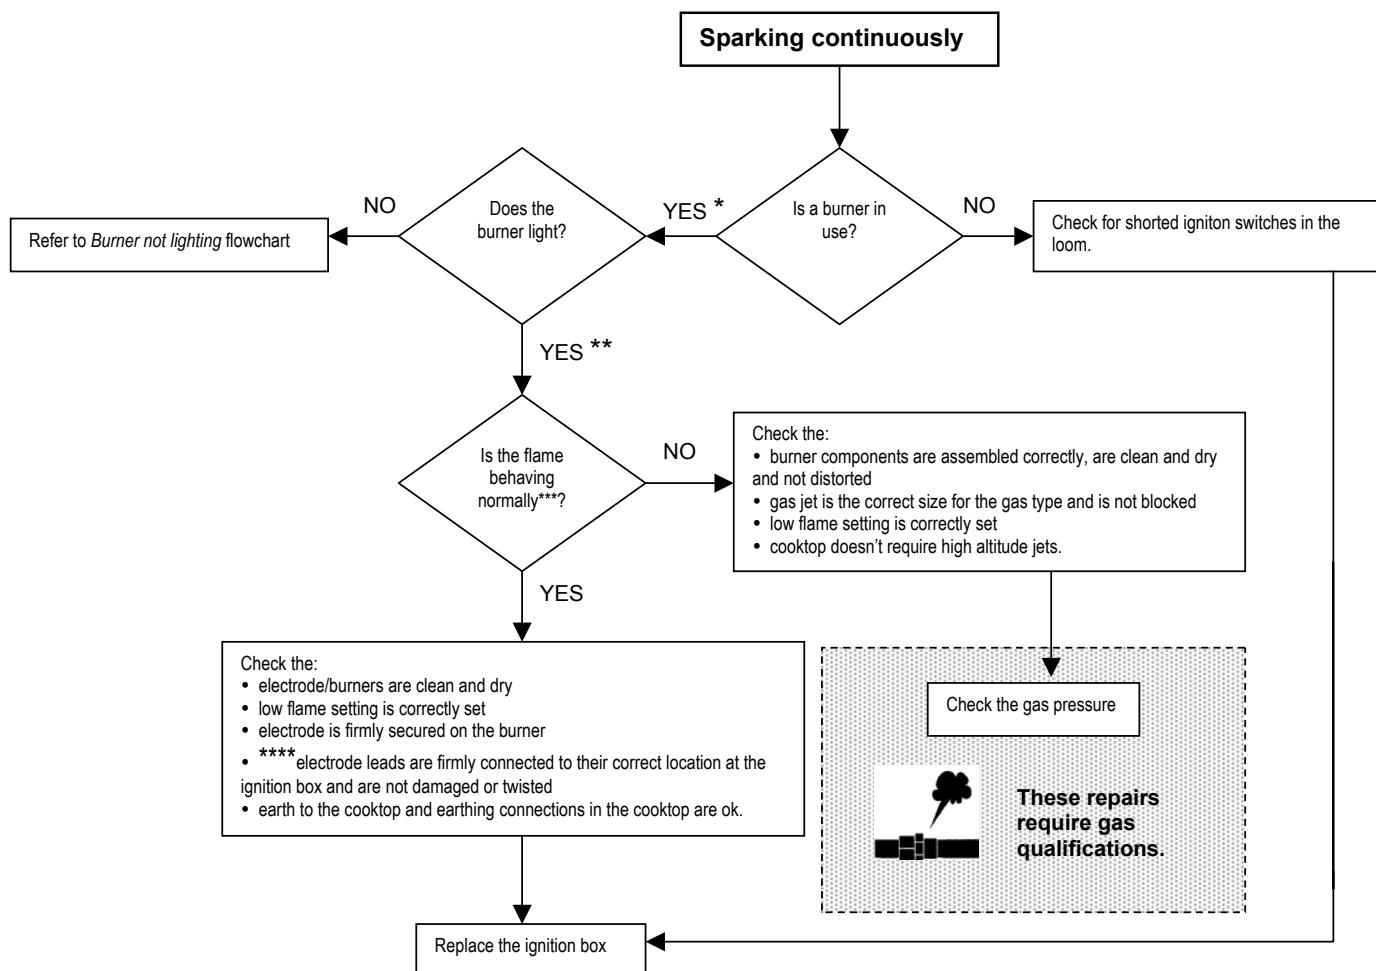 Sparking continuously
Is a burner in
use?
YES *
NO
Does the
burner light?
NO
Refer to Burner not lighting flowchart
Check for shorted igniton switches in the
loom.
YES **
Is the flame
behaving
normally***?
NO
Check the:
• burner components are assembled correctly, are clean and dry
and not distorted
• gas jet is the correct size for the gas type and is not blocked
• low flame setting is correctly set
• cooktop doesn't require high altitude jets.
YES
Check the:
• electrode/burners are clean and dry
• low flame setting is correctly set
• electrode is firmly secured on the burner
• ****electrode leads are firmly connected to their correct location at the
ignition box and are not damaged or twisted
• earth to the cooktop and earthing connections in the cooktop are ok.
Check the gas pressure
These repairs
require gas
qualifications.
Replace the ignition box